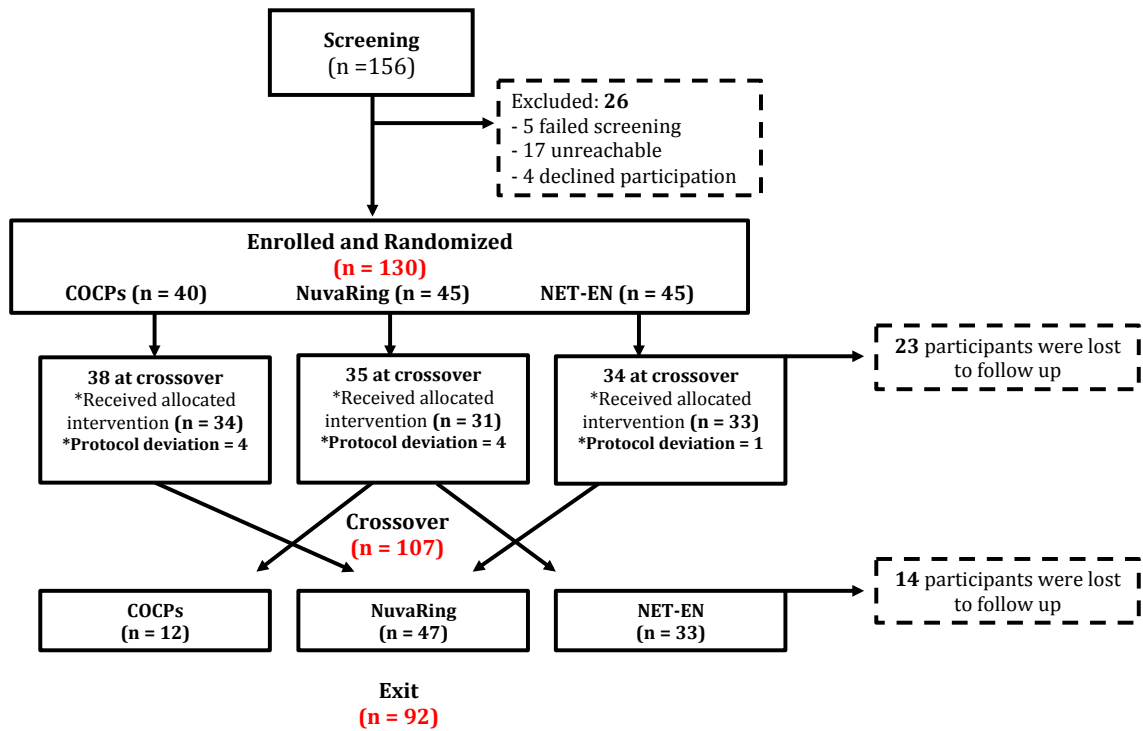 Screening
(n =156)
Excluded: 26
- 5 failed screening
- 17 unreachable
- 4 declined participation
Enrolled and Randomized
(n = 130)
COCPs (n = 40)
NuvaRing (n = 45)
NET-EN (n = 45)
23 participants were lost
to follow up
38 at crossover
*Received allocated
intervention (n = 34)
*Protocol deviation = 4
35 at crossover
*Received allocated
intervention (n = 31)
*Protocol deviation = 4
34 at crossover
*Received allocated
intervention (n = 33)
*Protocol deviation = 1
Crossover
(n = 107)
14 participants were lost
to follow up
COCPs
(n = 12)
NuvaRing
(n = 47)
NET-EN
(n = 33)
Exit
(n = 92)